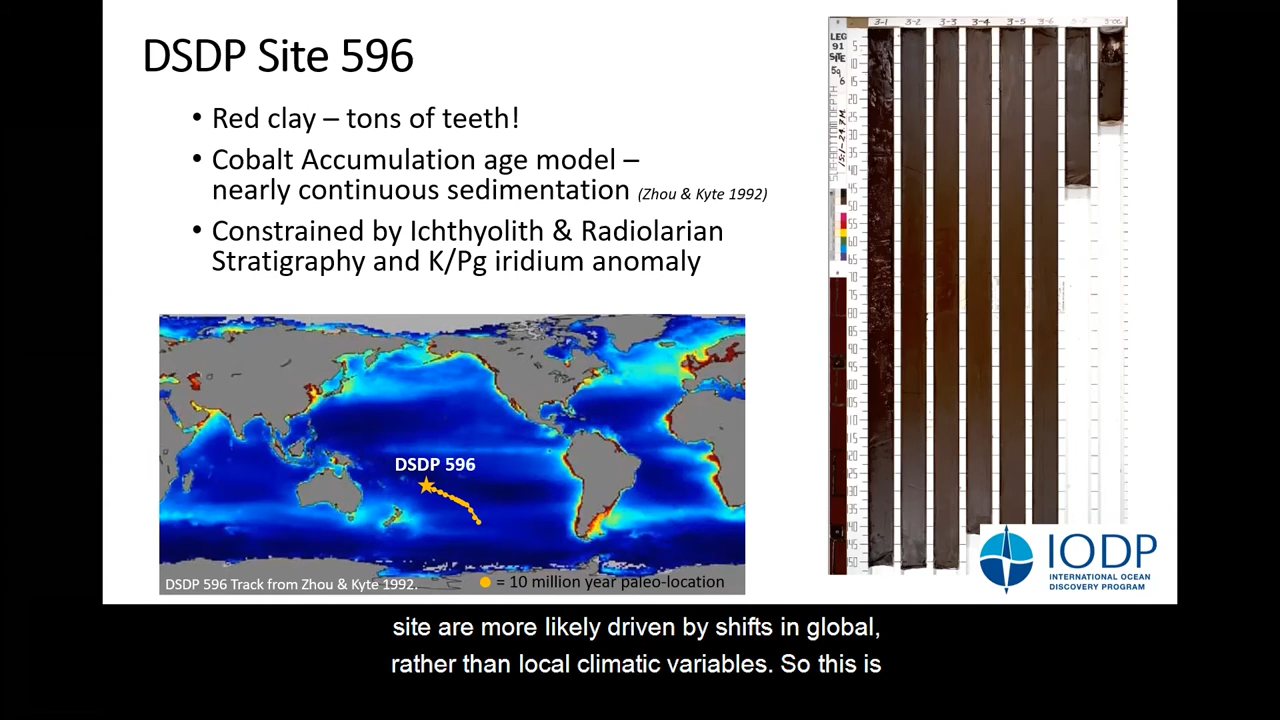 DSDP Site 596
• Red clay – tons of teeth!
• Cobalt Accumulation age model –
nearly continuous sedimentation (Zhou & Kyte 1992)
• Constrained by Ichthyolith & Radiolarian
Stratigraphy and K/Pg iridium anomaly
DSDP 596
DSDP 596 Track from Zhou & Kyte 1992.
= 10 million year paleo-location
3-1 3-2 3-3 3-4 3-5 3-6
LEG
91
IODP
INTERNATIONAL OCEAN
DISCOVERY PROGRAM
site are more likely driven by shifts in global,
rather than local climatic variables. So this is